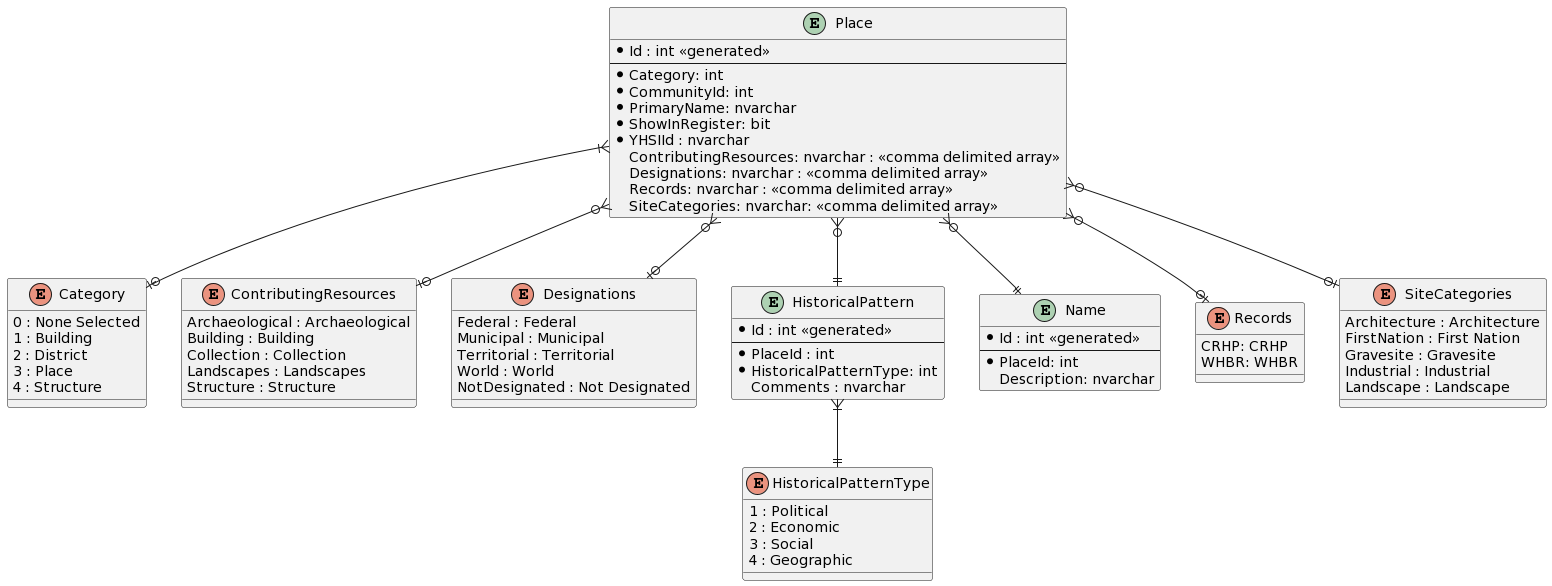 E Place
Id : int «generated»
Category: int
CommunityId: int
PrimaryName: nvarchar
ShowInRegister: bit
YHSIId : nvarchar
ContributingResources: nvarchar : «comma delimited array»
Designations: nvarchar : «comma delimited array»
Records: nvarchar : «comma delimited array»
SiteCategories: nvarchar: «comma delimited array»
E Category
0 : None Selected
1 : Building
2 : District
3 : Place
4 : Structure
E ContributingResources
Archaeological : Archaeological
Building : Building
Collection : Collection
Landscapes : Landscapes
Structure : Structure
E Designations
Federal : Federal
Municipal : Municipal
Territorial : Territorial
World : World
NotDesignated : Not Designated
E HistoricalPattern
Id : int «generated»
PlaceId : int
HistoricalPatternType: int
Comments : nvarchar
E Name
Id : int «generated»
PlaceId: int
Description: nvarchar
E Records
CRHP: CRHP
WHBR: WHBR
E SiteCategories
Architecture : Architecture
FirstNation : First Nation
Gravesite : Gravesite
Industrial : Industrial
Landscape : Landscape
E HistoricalPatternType
1 : Political
2 : Economic
3 : Social
4 : Geographic